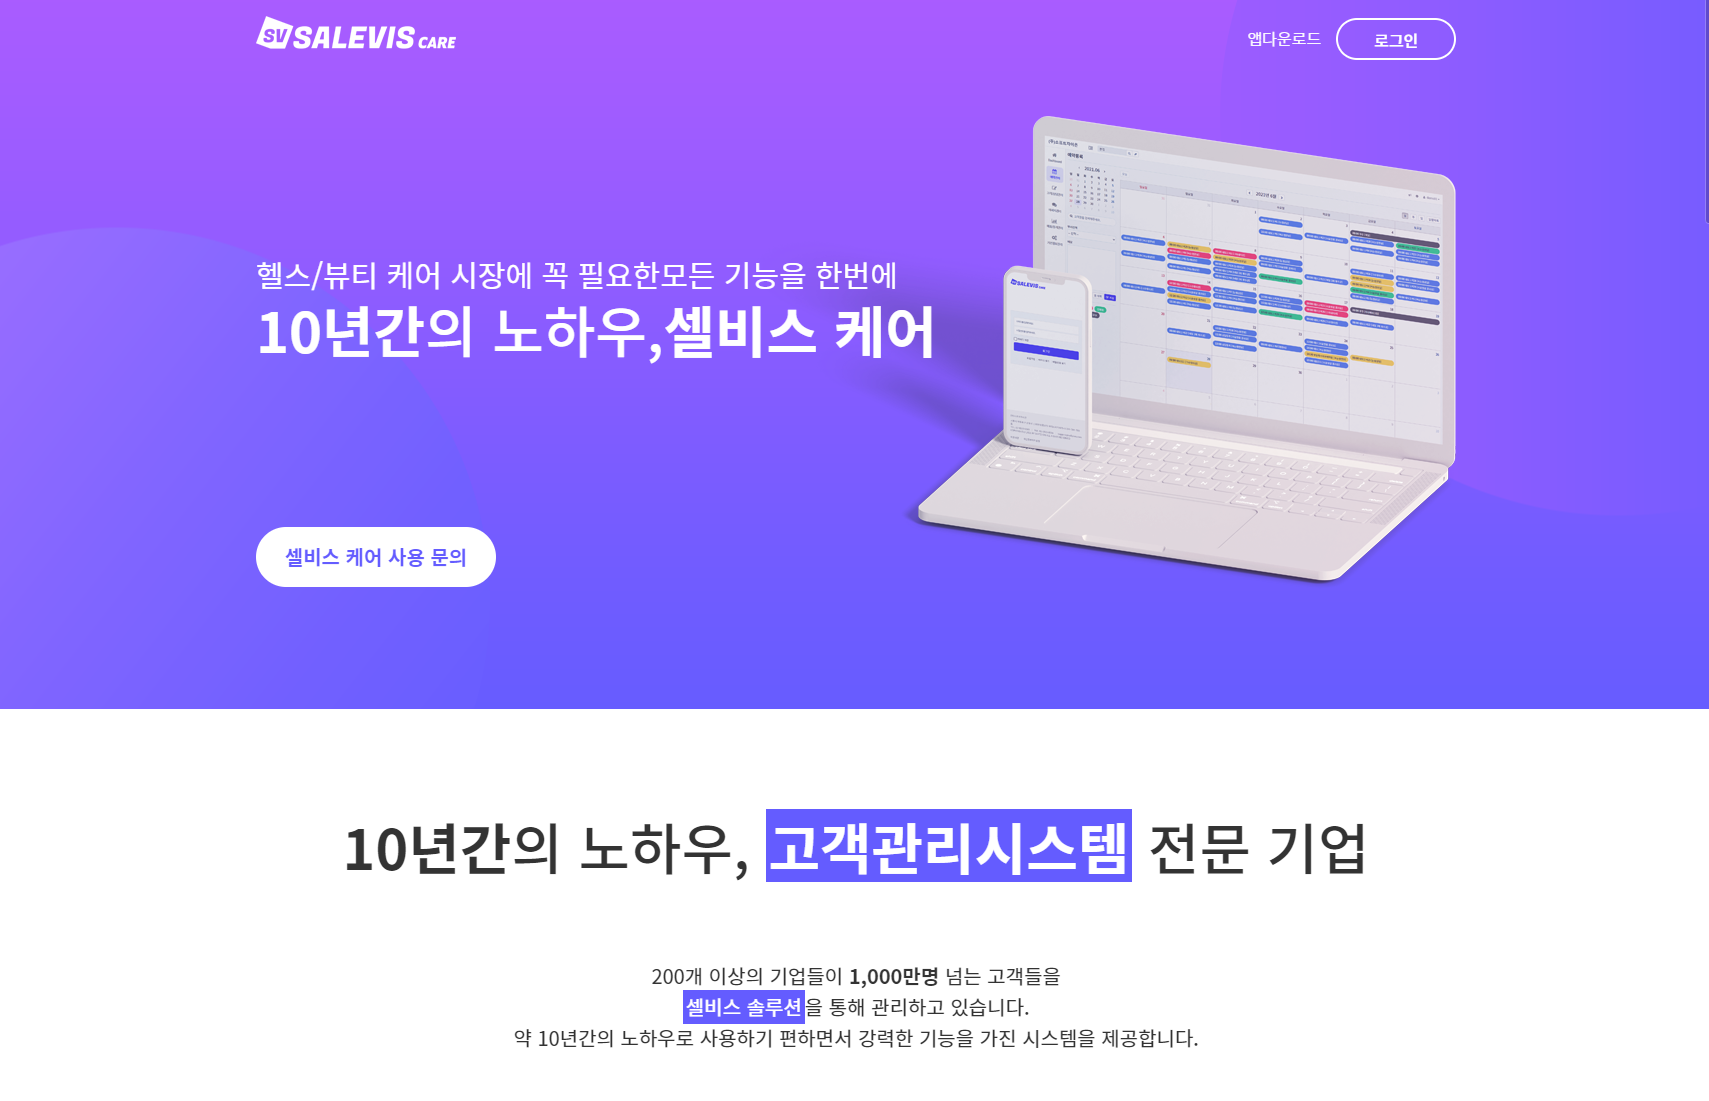 SV SALEVIS CARE
앱다운로드
로그인
헬스/뷰티 케어 시장에 꼭 필요한모든 기능을 한번에
10년간의 노하우,셀비스 케어
셀비스 케어 사용 문의
SALEVIS
10년간의 노하우, 고객관리시스템 전문 기업
200개 이상의 기업들이 1,000만명 넘는 고객들을
셀비스 솔루션을 통해 관리하고 있습니다.
약 10년간의 노하우로 사용하기 편하면서 강력한 기능을 가진 시스템을 제공합니다.